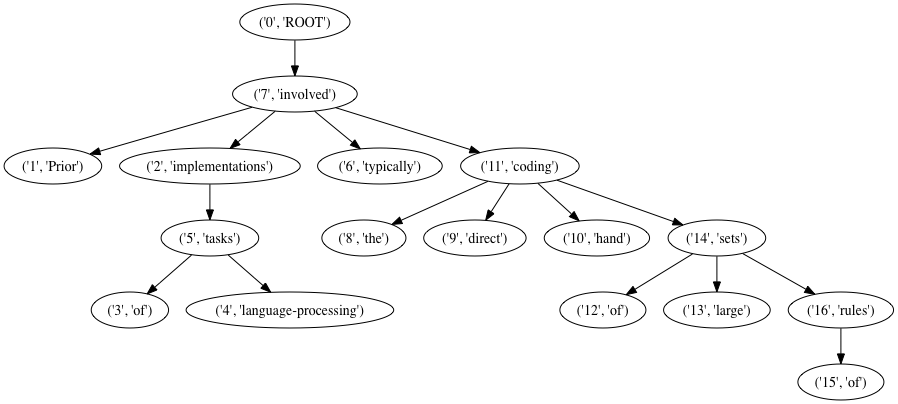 ('0', 'ROOT')
('7', 'involved')
('1', 'Prior') ('2', 'implementations') ('6', 'typically') ('11', 'coding')
('5', 'tasks') ('8', 'the') ('9', 'direct') ('10', 'hand') ('14', 'sets')
('3', 'of') ('4', 'language-processing') ('12', 'of') ('13', 'large') ('16', 'rules')
('15', 'of')